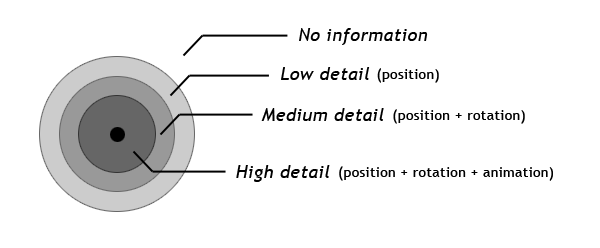 No information
Low detail (position)
Medium detail (position + rotation)
High detail (position + rotation + animation)